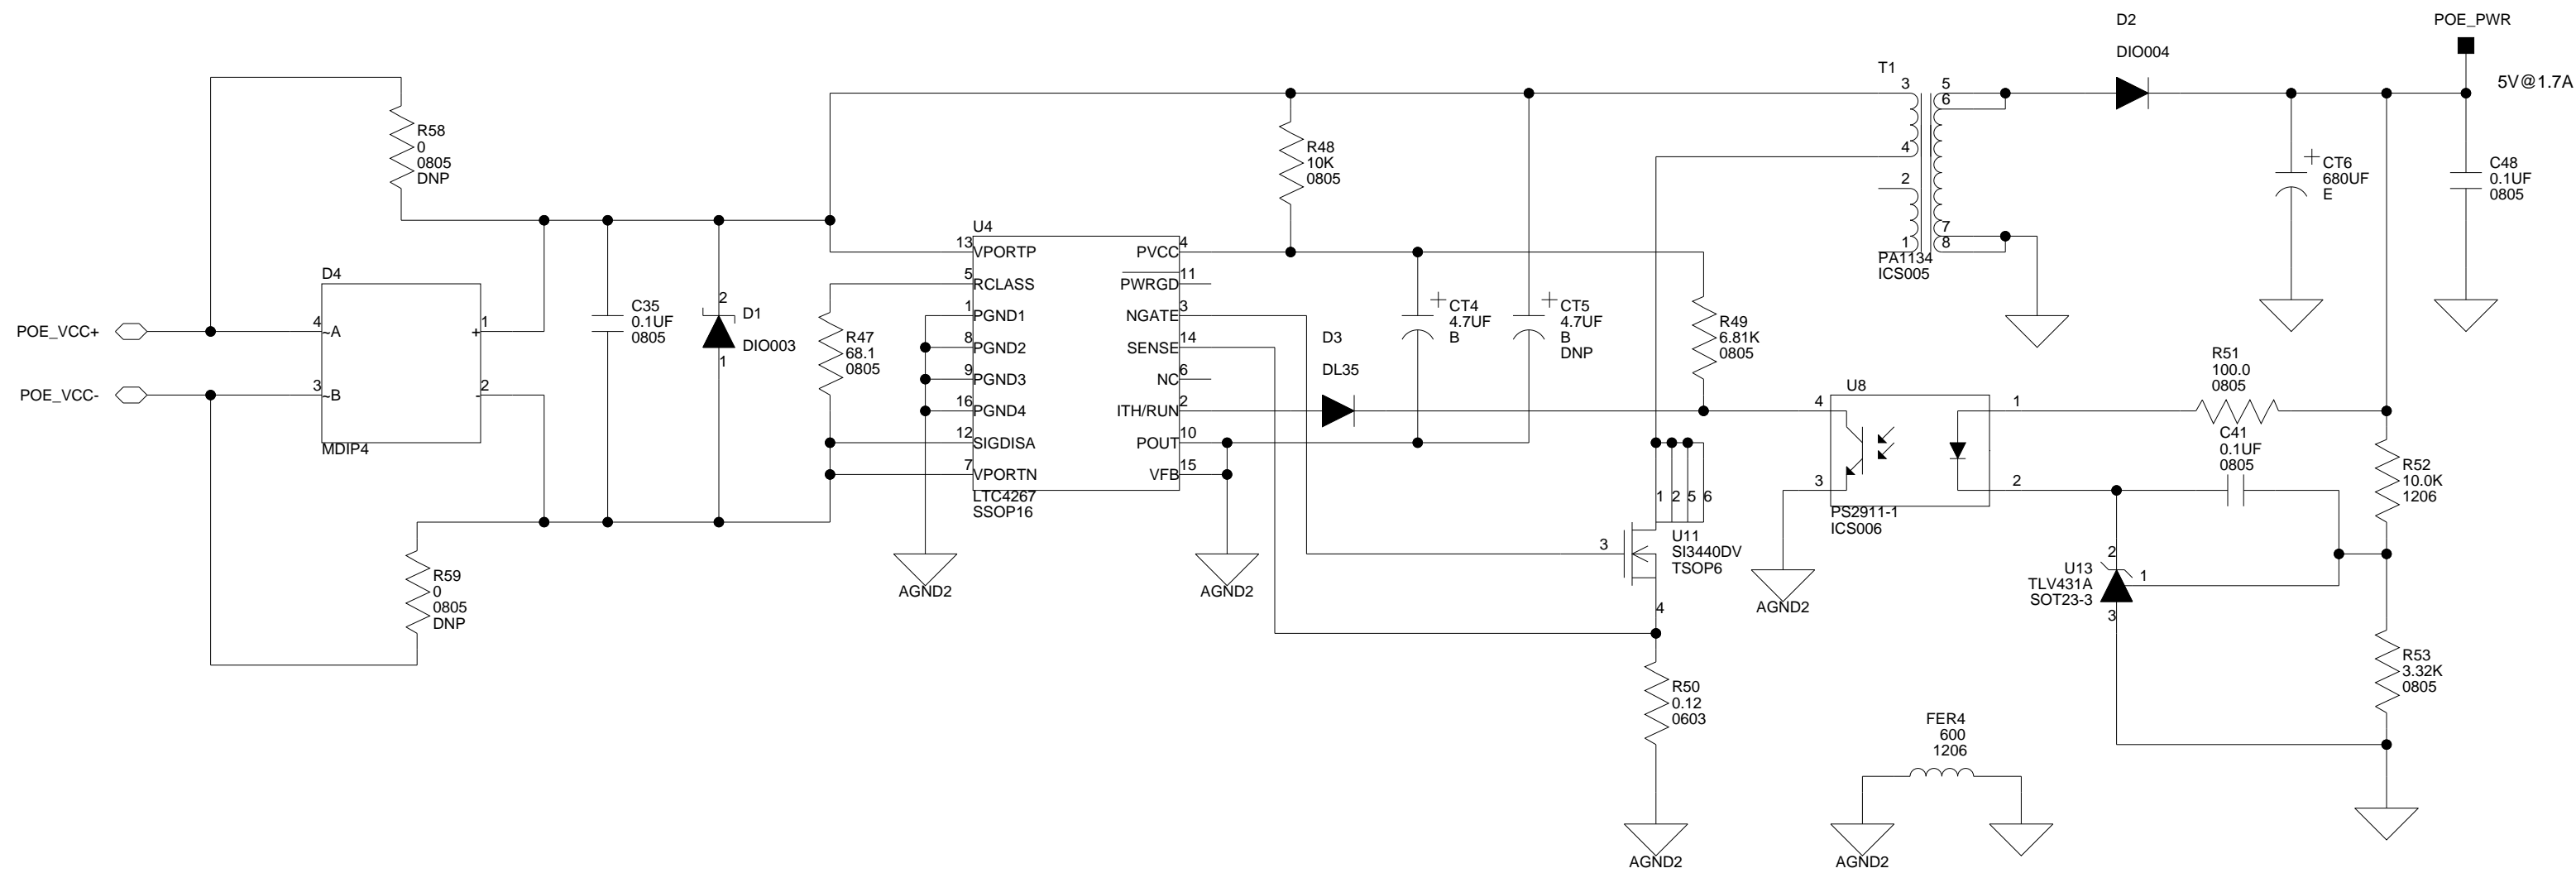 POE_VCC+
POE_VCC-
R58
0
0805
DNP
D4
4
~A
3
~B
1
+
2
-
MDIP4
R59
0
0805
DNP
C35
0.1UF
0805
2
D1
DIO003
1
R47
68.1
0805
U4
13
VPORTP
5
RCLASS
1
PGND1
8
PGND2
9
PGND3
16
PGND4
12
SIGDISA
7
VPORTN
PVCC
4
PWRGD
11
NGATE
3
SENSE
14
NC
6
ITH/RUN
2
POUT
10
VFB
15
LTC4267
SSOP16
AGND2
AGND2
R48
10K
0805
CT4
4.7UF
B
CT5
4.7UF
B
DNP
D3
DL35
R49
6.81K
0805
1 2 5 6
3
U11
SI3440DV
TSOP6
4
R50
0.12
0603
AGND2
T1
3
4
2
1
5
6
7
8
PA1134
ICS005
D2
DIO004
POE_PWR
5V@1.7A
CT6
680UF
E
C48
0.1UF
0805
U8
4
3
1
2
PS2911-1
ICS006
AGND2
R51
100.0
0805
C41
0.1UF
0805
R52
10.0K
1206
2
U13
TLV431A
SOT23-3
1
3
R53
3.32K
0805
FER4
600
1206
AGND2